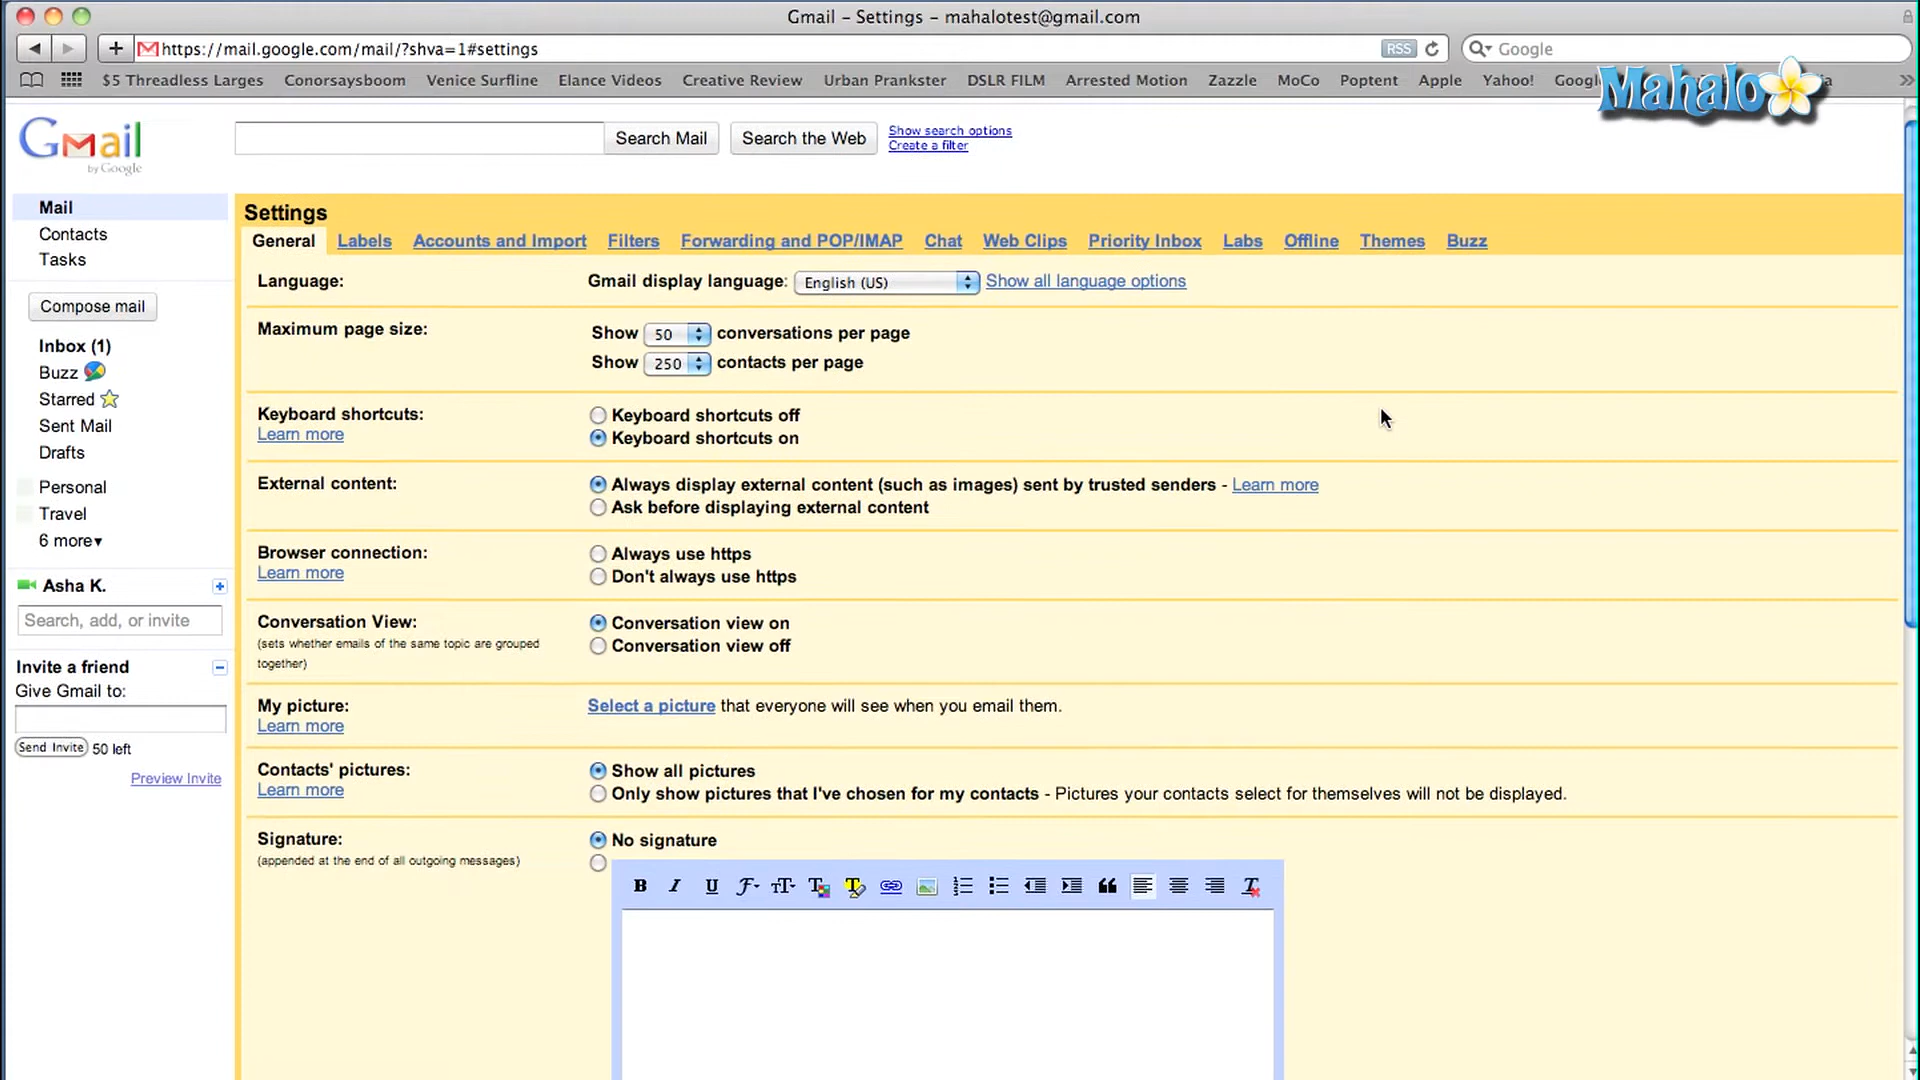 Gmail – Settings – mahalotest@gmail.com
https://mail.google.com/mail/?shva=1#settings
RSS
Google
$5 Threadless Larges Conorsaysboom Venice Surfline Elance Videos Creative Review Urban Prankster DSLR FILM Arrested Motion Zazzle MoCo Poptent Apple Yahoo!
Mahalo
Gmail
by Google
Search Mail
Search the Web
Show search options
Create a filter
Mail
Contacts
Tasks
Compose mail
Inbox (1)
Buzz
Starred
Sent Mail
Drafts
Personal
Travel
6 more▾
Asha K.
Search, add, or invite
Invite a friend
Give Gmail to:
Send Invite 50 left
Preview Invite
Settings
General Labels Accounts and Import Filters Forwarding and POP/IMAP Chat Web Clips Priority Inbox Labs Offline Themes Buzz
Language:
Gmail display language: English (US) Show all language options
Maximum page size:
Show 50 conversations per page
Show 250 contacts per page
Keyboard shortcuts:
Learn more
Keyboard shortcuts off
Keyboard shortcuts on
External content:
Always display external content (such as images) sent by trusted senders - Learn more
Ask before displaying external content
Browser connection:
Learn more
Always use https
Don't always use https
Conversation View:
(sets whether emails of the same topic are grouped
together)
Conversation view on
Conversation view off
My picture:
Learn more
Select a picture that everyone will see when you email them.
Contacts' pictures:
Learn more
Show all pictures
Only show pictures that I've chosen for my contacts - Pictures your contacts select for themselves will not be displayed.
Signature:
(appended at the end of all outgoing messages)
No signature